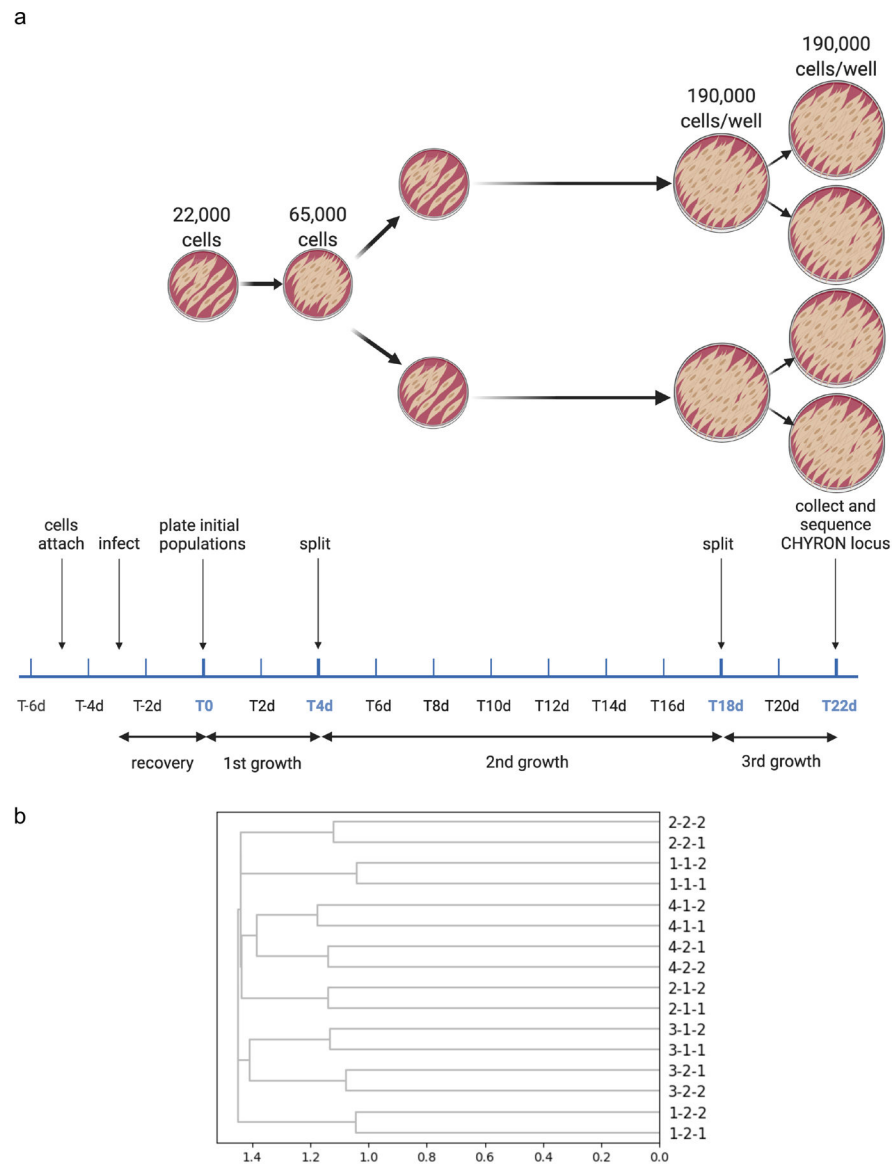 a
190,000
cells/well
190,000
cells/well
22,000
cells
65,000
cells
cells
attach
infect
plate initial
populations
split
split
collect and
sequence
CHYRON locus
T-6d T-4d T-2d T0 T2d T4d T6d T8d T10d T12d T14d T16d T18d T20d T22d
recovery 1st growth 2nd growth 3rd growth
b
2-2-2
2-2-1
1-1-2
1-1-1
4-1-2
4-1-1
4-2-1
4-2-2
2-1-2
2-1-1
3-1-2
3-1-1
3-2-1
3-2-2
1-2-2
1-2-1
1.4 1.2 1.0 0.8 0.6 0.4 0.2 0.0